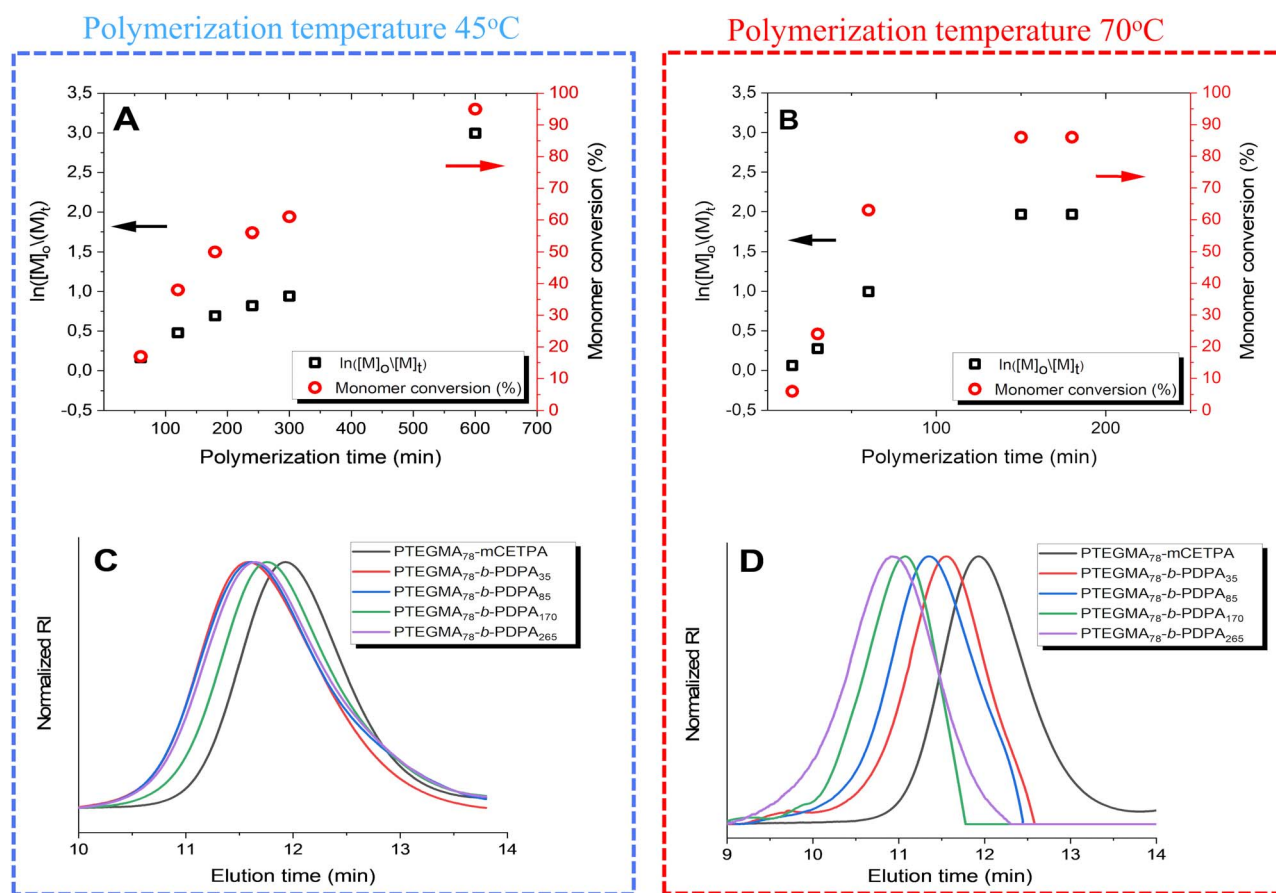 Polymerization temperature 45°C
Polymerization temperature 70°C
A
3,5
3,0
2,5
2,0
1,5
1,0
0,5
0,0
-0,5
ln([M]o\(M)t)
100
90
80
70
60
50
40
30
20
10
0
Monomer conversion (%)
ln([M]o\[M]t)
Monomer conversion (%)
0 100 200 300 400 500 600 700
Polymerization time (min)
B
3,5
3,0
2,5
2,0
1,5
1,0
0,5
0,0
-0,5
ln([M]o\(M)t)
100
90
80
70
60
50
40
30
20
10
0
Monomer conversion (%)
ln([M]o\[M]t)
Monomer conversion (%)
100 200
Polymerization time (min)
C
PTEGMA78-mCETPA
PTEGMA78-b-PDPA35
PTEGMA78-b-PDPA85
PTEGMA78-b-PDPA170
PTEGMA78-b-PDPA265
Normalized RI
10 11 12 13 14
Elution time (min)
D
PTEGMA78-mCETPA
PTEGMA78-b-PDPA35
PTEGMA78-b-PDPA85
PTEGMA78-b-PDPA170
PTEGMA78-b-PDPA265
Normalized RI
9 10 11 12 13 14
Elution time (min)